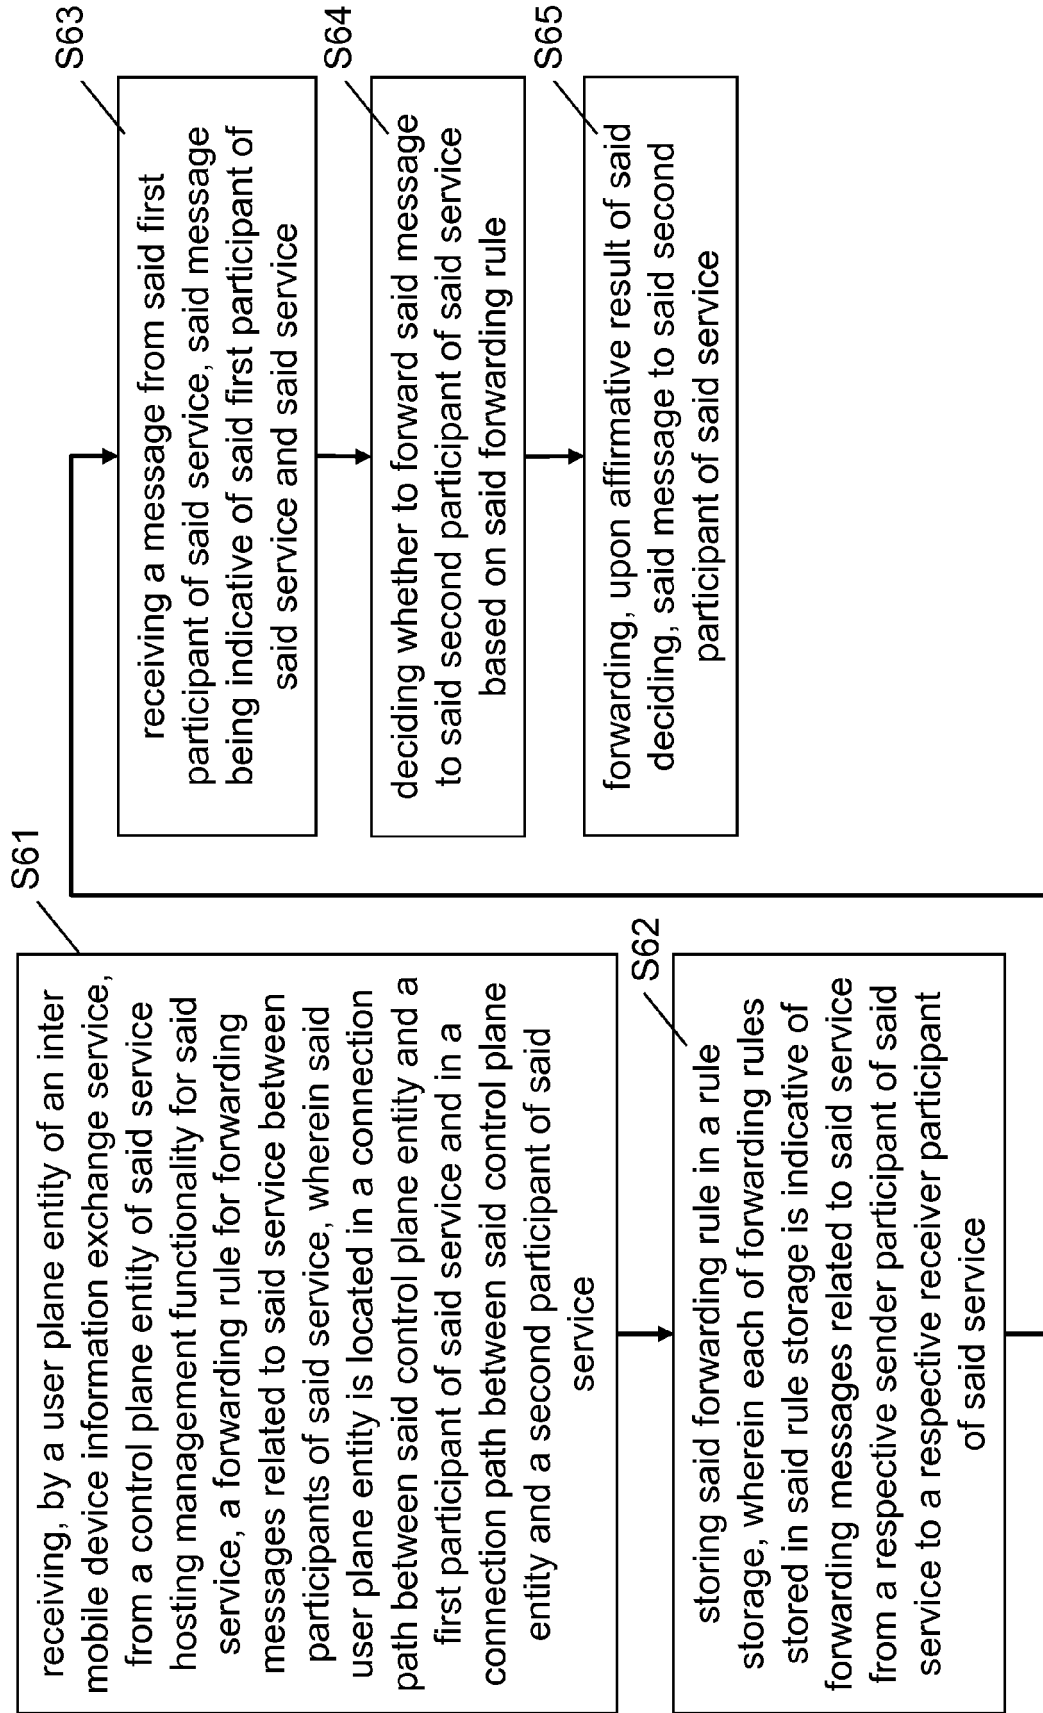 S61
receiving, by a user plane entity of an inter
mobile device information exchange service,
from a control plane entity of said service
hosting management functionality for said
service, a forwarding rule for forwarding
messages related to said service between
participants of said service, wherein said
user plane entity is located in a connection
path between said control plane entity and a
first participant of said service and in a
connection path between said control plane
entity and a second participant of said
service
S62
storing said forwarding rule in a rule
storage, wherein each of forwarding rules
stored in said rule storage is indicative of
forwarding messages related to said service
from a respective sender participant of said
service to a respective receiver participant
of said service
S63
receiving a message from said first
participant of said service, said message
being indicative of said first participant of
said service and said service
S64
deciding whether to forward said message
to said second participant of said service
based on said forwarding rule
S65
forwarding, upon affirmative result of said
deciding, said message to said second
participant of said service